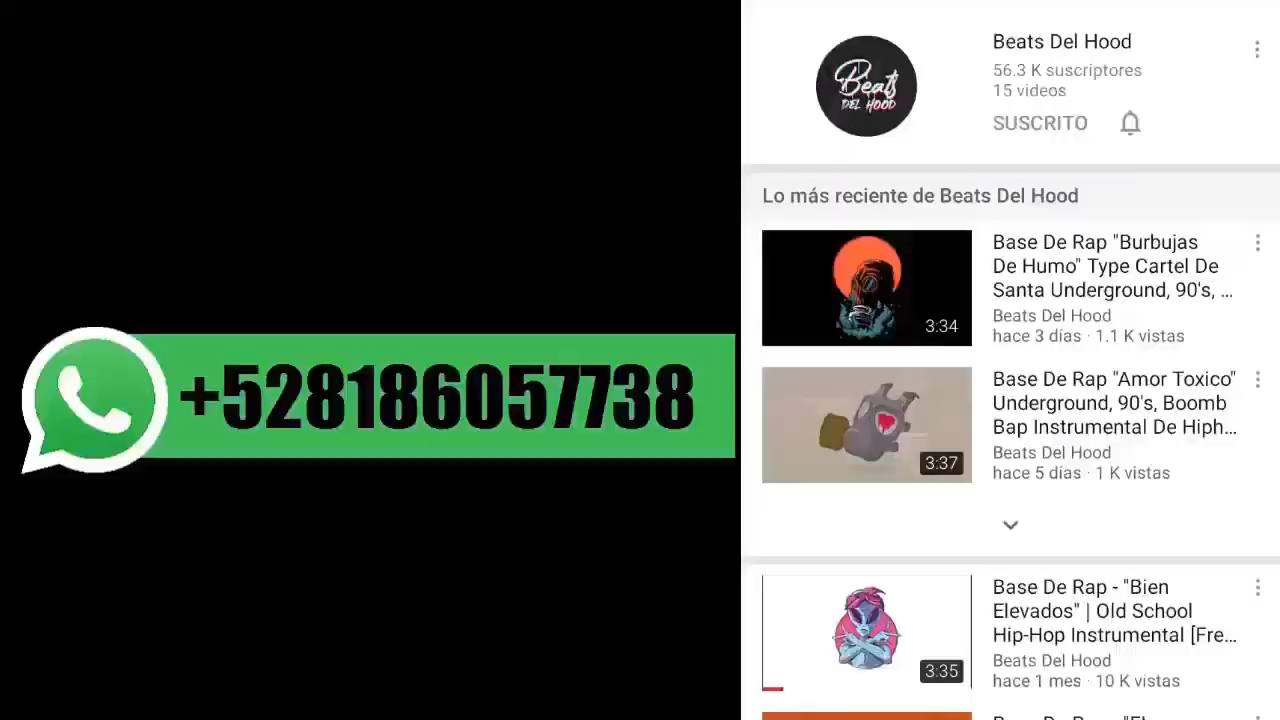 +528186057738
Beats
DEL HOOD
Beats Del Hood
56.3 K suscriptores
15 videos
SUSCRITO
Lo más reciente de Beats Del Hood
Base De Rap "Burbujas
De Humo" Type Cartel De
Santa Underground, 90's, ...
Beats Del Hood
hace 3 días · 1.1 K vistas
3:34
Base De Rap "Amor Toxico"
Underground, 90's, Boomb
Bap Instrumental De Hiph...
Beats Del Hood
hace 5 días · 1 K vistas
3:37
Base De Rap - "Bien
Elevados" | Old School
Hip-Hop Instrumental [Fre...
Beats Del Hood
hace 1 mes · 10 K vistas
3:35